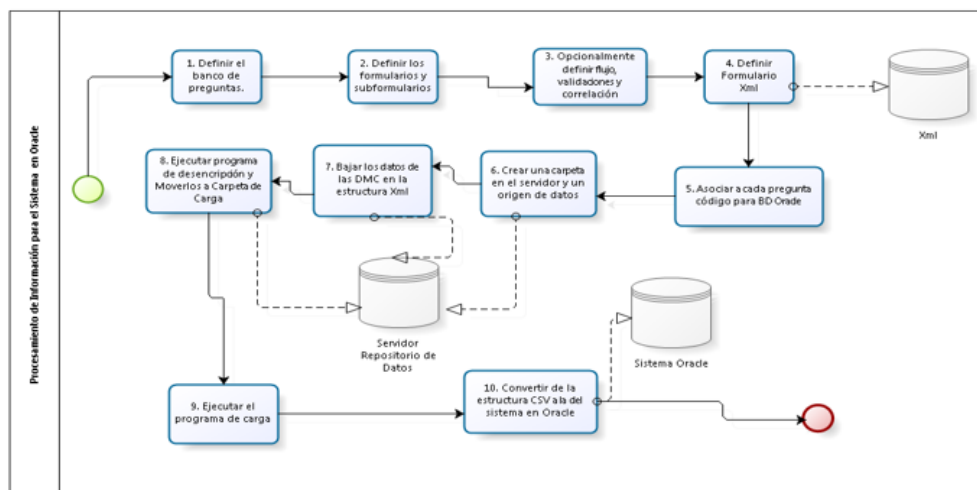 Procesamiento de Información para el Sistema en Oracle
1. Definir el
banco de
preguntas.
2. Definir los
formularios y
subformularios
3. Opcionalmente
definir flujo,
validadores y
correlación
4. Definir
Formulario
Xml
Xml
8. Ejecutar programa
de desencripción y
Moverlos a Carpeta de
Carga
7. Bajar los datos de
las DMC en la
estructura Xml
6. Crear una carpeta
en el servidor y un
origen de datos
5. Asociar a cada pregunta
código para BD Oracle
Servidor
Repositorio de
Datos
Sistema Oracle
9. Ejecutar el
programa de carga
10. Convertir de la
estructura CSV a la del
sistema en Oracle